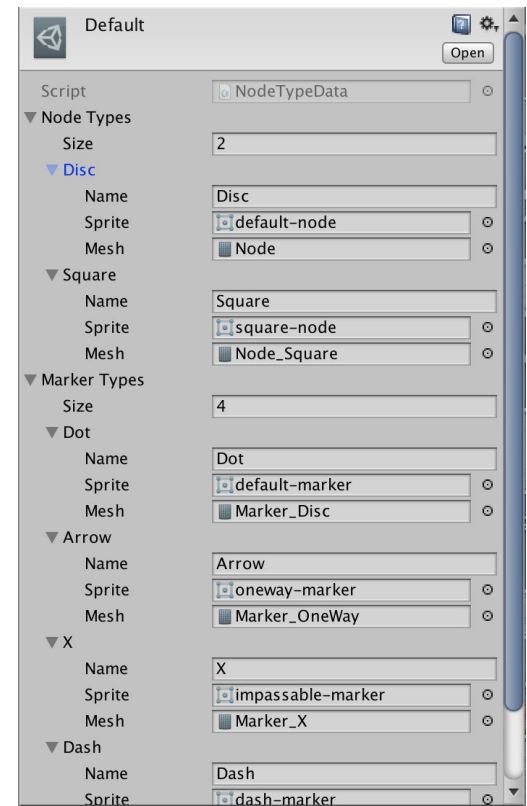 Default
Open
Script NodeTypeData
Node Types
Size 2
Disc
Name Disc
Sprite default-node
Mesh Node
Square
Name Square
Sprite square-node
Mesh Node_Square
Marker Types
Size 4
Dot
Name Dot
Sprite default-marker
Mesh Marker_Disc
Arrow
Name Arrow
Sprite oneway-marker
Mesh Marker_OneWay
X
Name X
Sprite impassable-marker
Mesh Marker_X
Dash
Name Dash
Sprite dash-marker